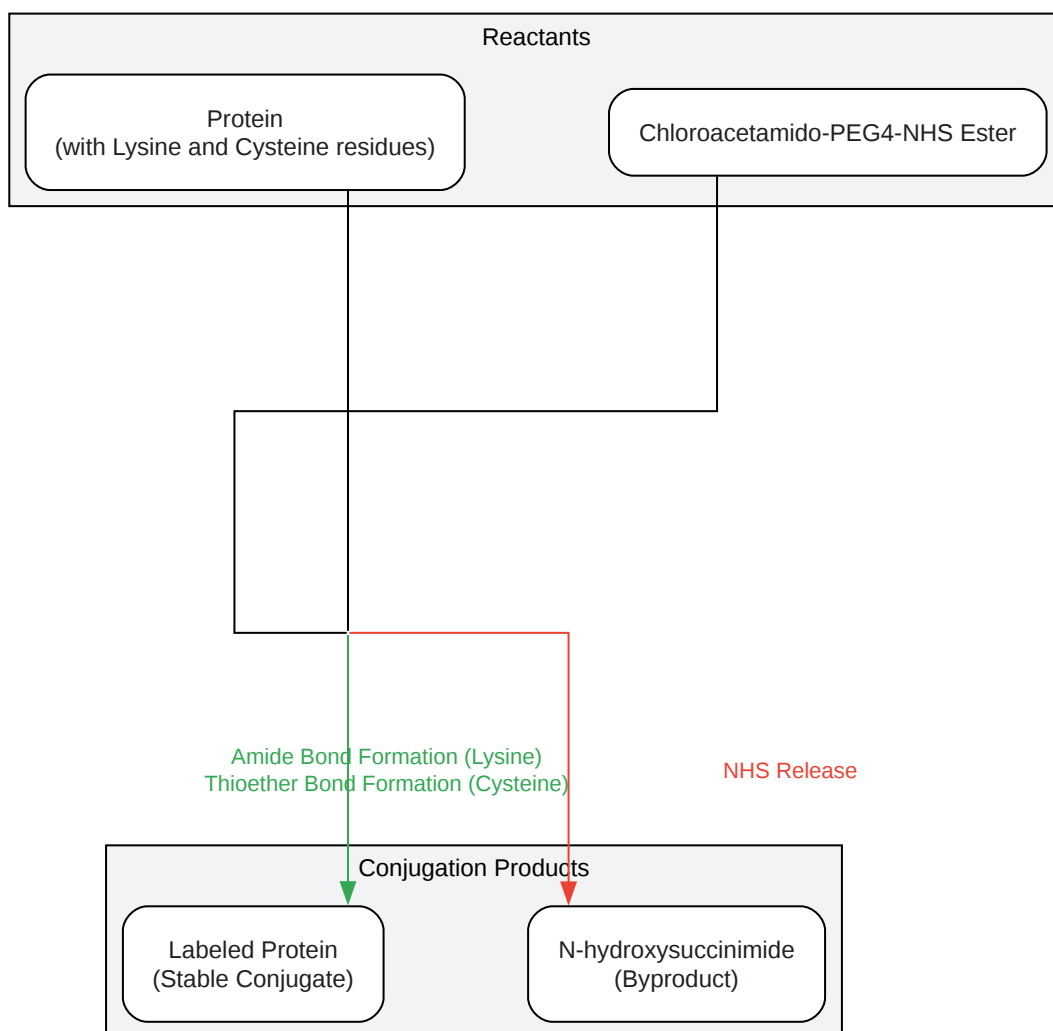 Reactants
Protein
(with Lysine and Cysteine residues)
Chloroacetamido-PEG4-NHS Ester
Amide Bond Formation (Lysine)
Thioether Bond Formation (Cysteine)
NHS Release
Conjugation Products
Labeled Protein
(Stable Conjugate)
N-hydroxysuccinimide
(Byproduct)